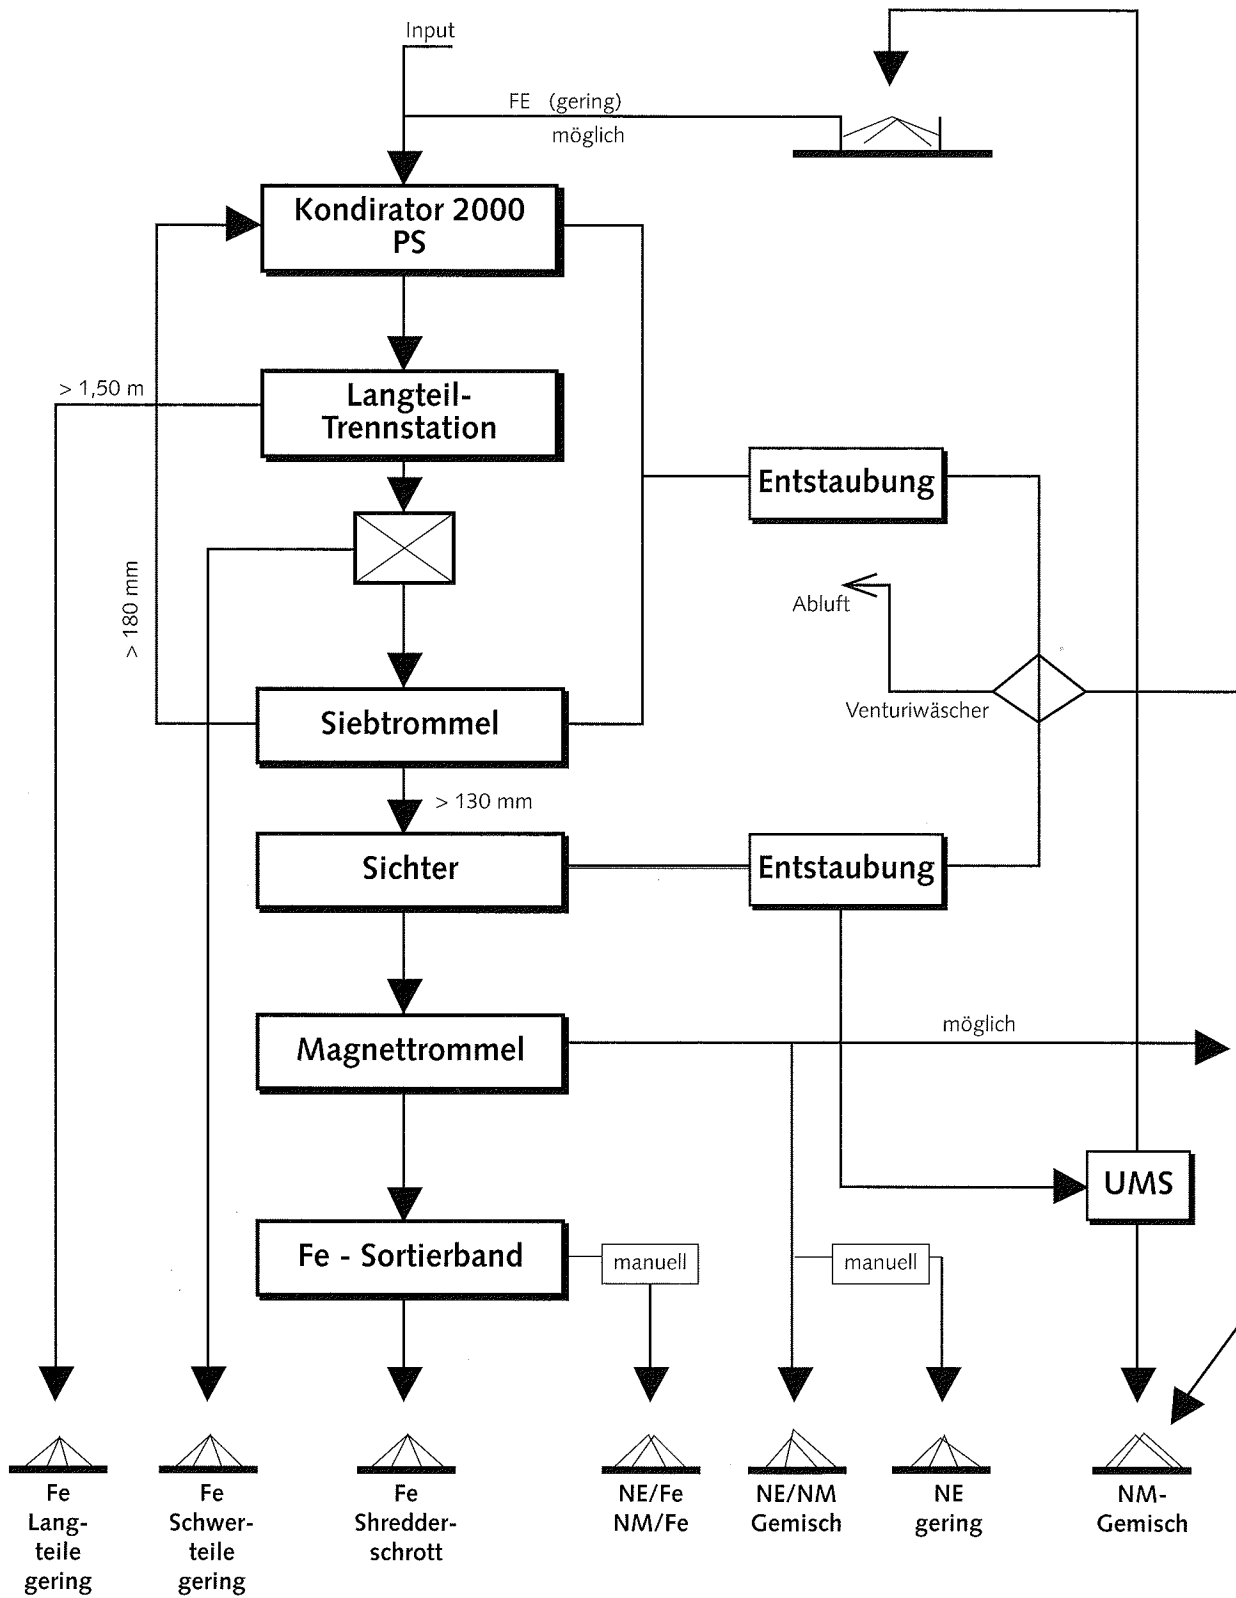 Input
FE (gering)
möglich
Kondirator 2000
PS
> 1,50 m
Langteil-
Trennstation
Entstaubung
> 180 mm
Abluft
Venturiwäscher
Siebtrommel
> 130 mm
Sichter
Entstaubung
möglich
Magnettrommel
UMS
Fe - Sortierband
manuell
manuell
Fe
Lang-
teile
gering
Fe
Schwer-
teile
gering
Fe
Shredder-
schrott
NE/Fe
NM/Fe
NE/NM
Gemisch
NE
gering
NM-
Gemisch